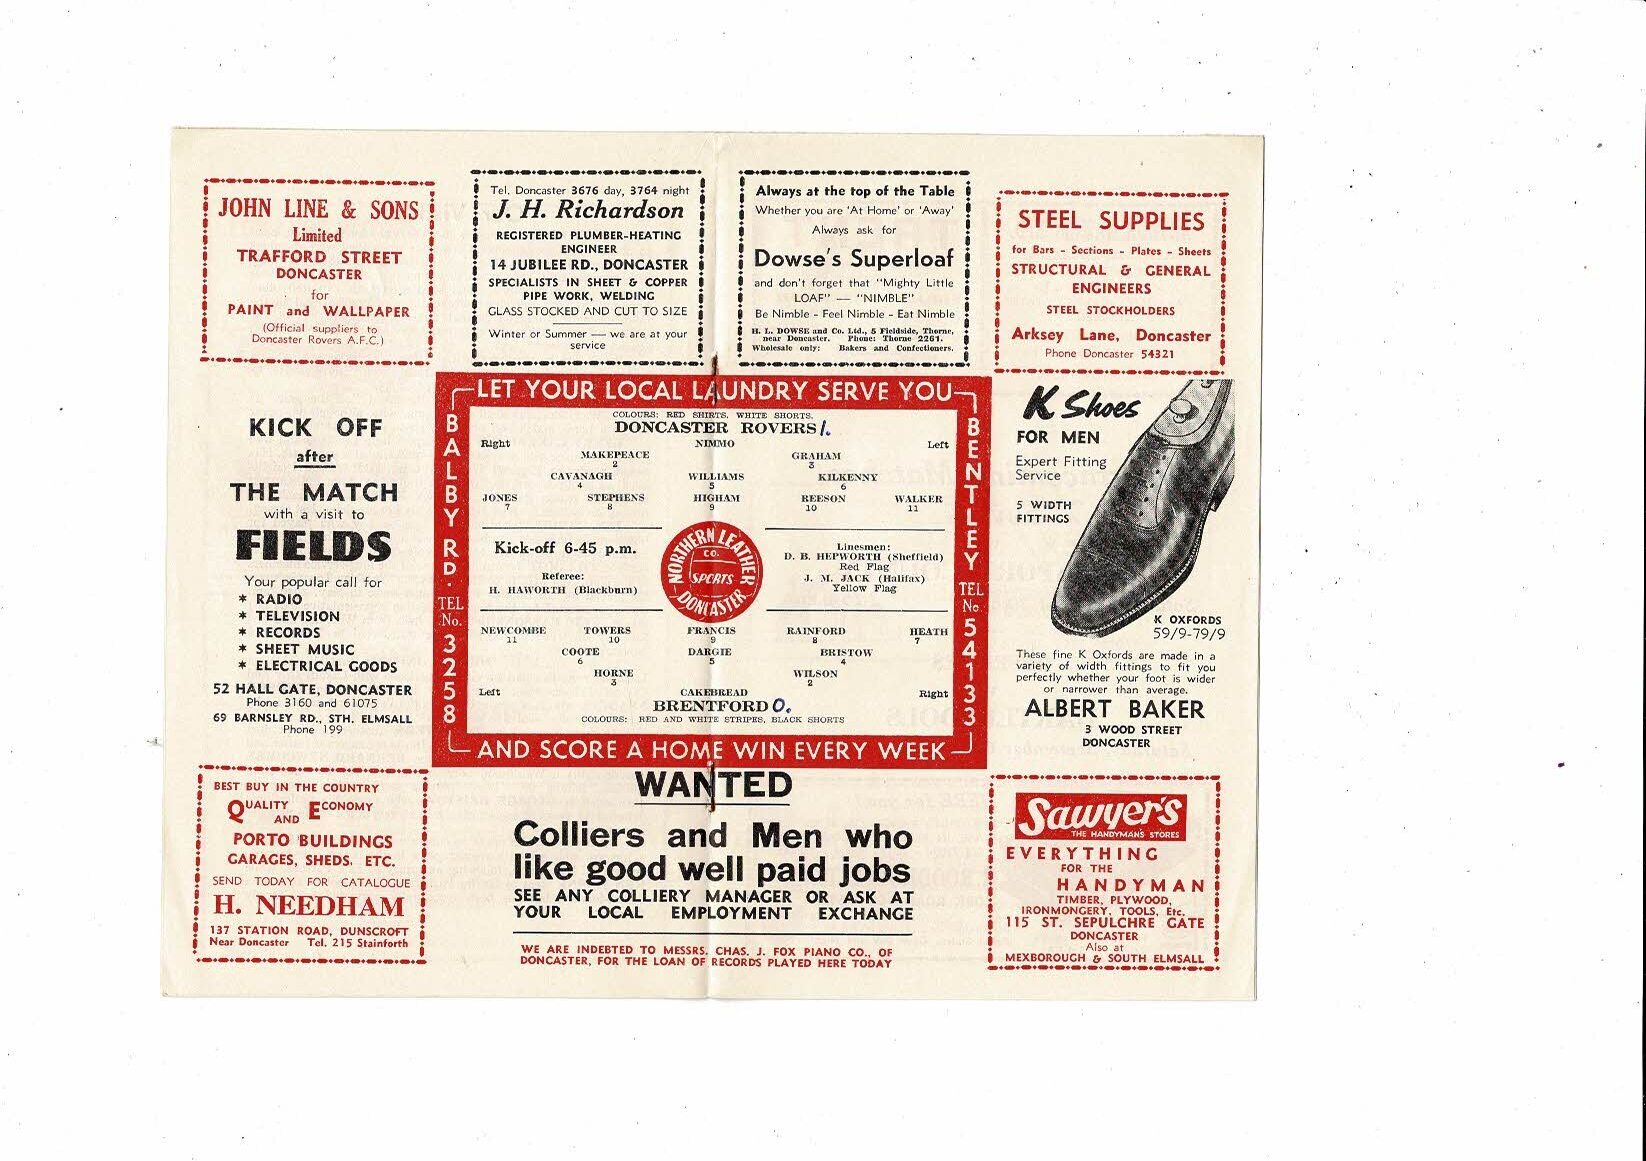 JOHN LINE & SONS
Limited
TRAFFORD STREET
DONCASTER
for
PAINT and WALLPAPER
(Official suppliers to
Doncaster Rovers A.F.C.)
Tel. Doncaster 3676 day, 3764 night
J. H. Richardson
REGISTERED PLUMBER-HEATING
ENGINEER
14 JUBILEE RD., DONCASTER
SPECIALISTS IN SHEET & COPPER
PIPE WORK, WELDING
GLASS STOCKED AND CUT TO SIZE
Winter or Summer — we are at your
service
Always at the top of the Table
Whether you are 'At Home' or 'Away'
Always ask for
Dowse's Superloaf
and don't forget that "Mighty Little
LOAF" — "NIMBLE"
Be Nimble - Feel Nimble - Eat Nimble
H. L. DOWSE and Co. Ltd., 5 Fieldside, Thorne,
near Doncaster. Phone: Thorne 2261.
Wholesale only: Bakers and Confectioners.
STEEL SUPPLIES
for Bars - Sections - Plates - Sheets
STRUCTURAL & GENERAL
ENGINEERS
STEEL STOCKHOLDERS
Arksey Lane, Doncaster
Phone Doncaster 54321
KICK OFF
after
THE MATCH
with a visit to
FIELDS
Your popular call for
* RADIO
* TELEVISION
* RECORDS
* SHEET MUSIC
* ELECTRICAL GOODS
52 HALL GATE, DONCASTER
Phone 3160 and 61075
69 BARNSLEY RD., STH. ELMSALL
Phone 199
LET YOUR LOCAL LAUNDRY SERVE YOU
BALBY RD. TEL No. 3258
COLOURS: RED SHIRTS. WHITE SHORTS.
DONCASTER ROVERS 1.
Right NIMMO Left
MAKEPEACE GRAHAM
2 3
CAVANAGH WILLIAMS KILKENNY
4 5 6
JONES STEPHENS HIGHAM REESON WALKER
7 8 9 10 11
Kick-off 6-45 p.m.
Referee:
H. HAWORTH (Blackburn)
NORTHERN LEATHER
CO.
SPORTS
DONCASTER
Linesmen:
D. B. HEPWORTH (Sheffield)
Red Flag
J. M. JACK (Halifax)
Yellow Flag
NEWCOMBE TOWERS FRANCIS RAINFORD HEATH
11 10 9 8 7
COOTE DARGIE BRISTOW
6 5 4
HORNE WILSON
3 2
Left CAKEBREAD Right
BRENTFORD 0.
COLOURS: RED AND WHITE STRIPES, BLACK SHORTS
BENTLEY TEL No 54133
AND SCORE A HOME WIN EVERY WEEK
K Shoes
FOR MEN
Expert Fitting
Service
5 WIDTH
FITTINGS
K OXFORDS
59/9-79/9
These fine K Oxfords are made in a
variety of width fittings to fit you
perfectly whether your foot is wider
or narrower than average.
ALBERT BAKER
3 WOOD STREET
DONCASTER
BEST BUY IN THE COUNTRY
QUALITY AND ECONOMY
PORTO BUILDINGS
GARAGES, SHEDS, ETC.
SEND TODAY FOR CATALOGUE
H. NEEDHAM
137 STATION ROAD, DUNSCROFT
Near Doncaster Tel. 215 Stainforth
WANTED
Colliers and Men who
like good well paid jobs
SEE ANY COLLIERY MANAGER OR ASK AT
YOUR LOCAL EMPLOYMENT EXCHANGE
WE ARE INDEBTED TO MESSRS. CHAS. J. FOX PIANO CO., OF
DONCASTER, FOR THE LOAN OF RECORDS PLAYED HERE TODAY
Sawyer's
THE HANDYMAN'S STORES
EVERYTHING
FOR THE
HANDYMAN
TIMBER, PLYWOOD,
IRONMONGERY, TOOLS, Etc.
115 ST. SEPULCHRE GATE
DONCASTER
Also at
MEXBOROUGH & SOUTH ELMSALL